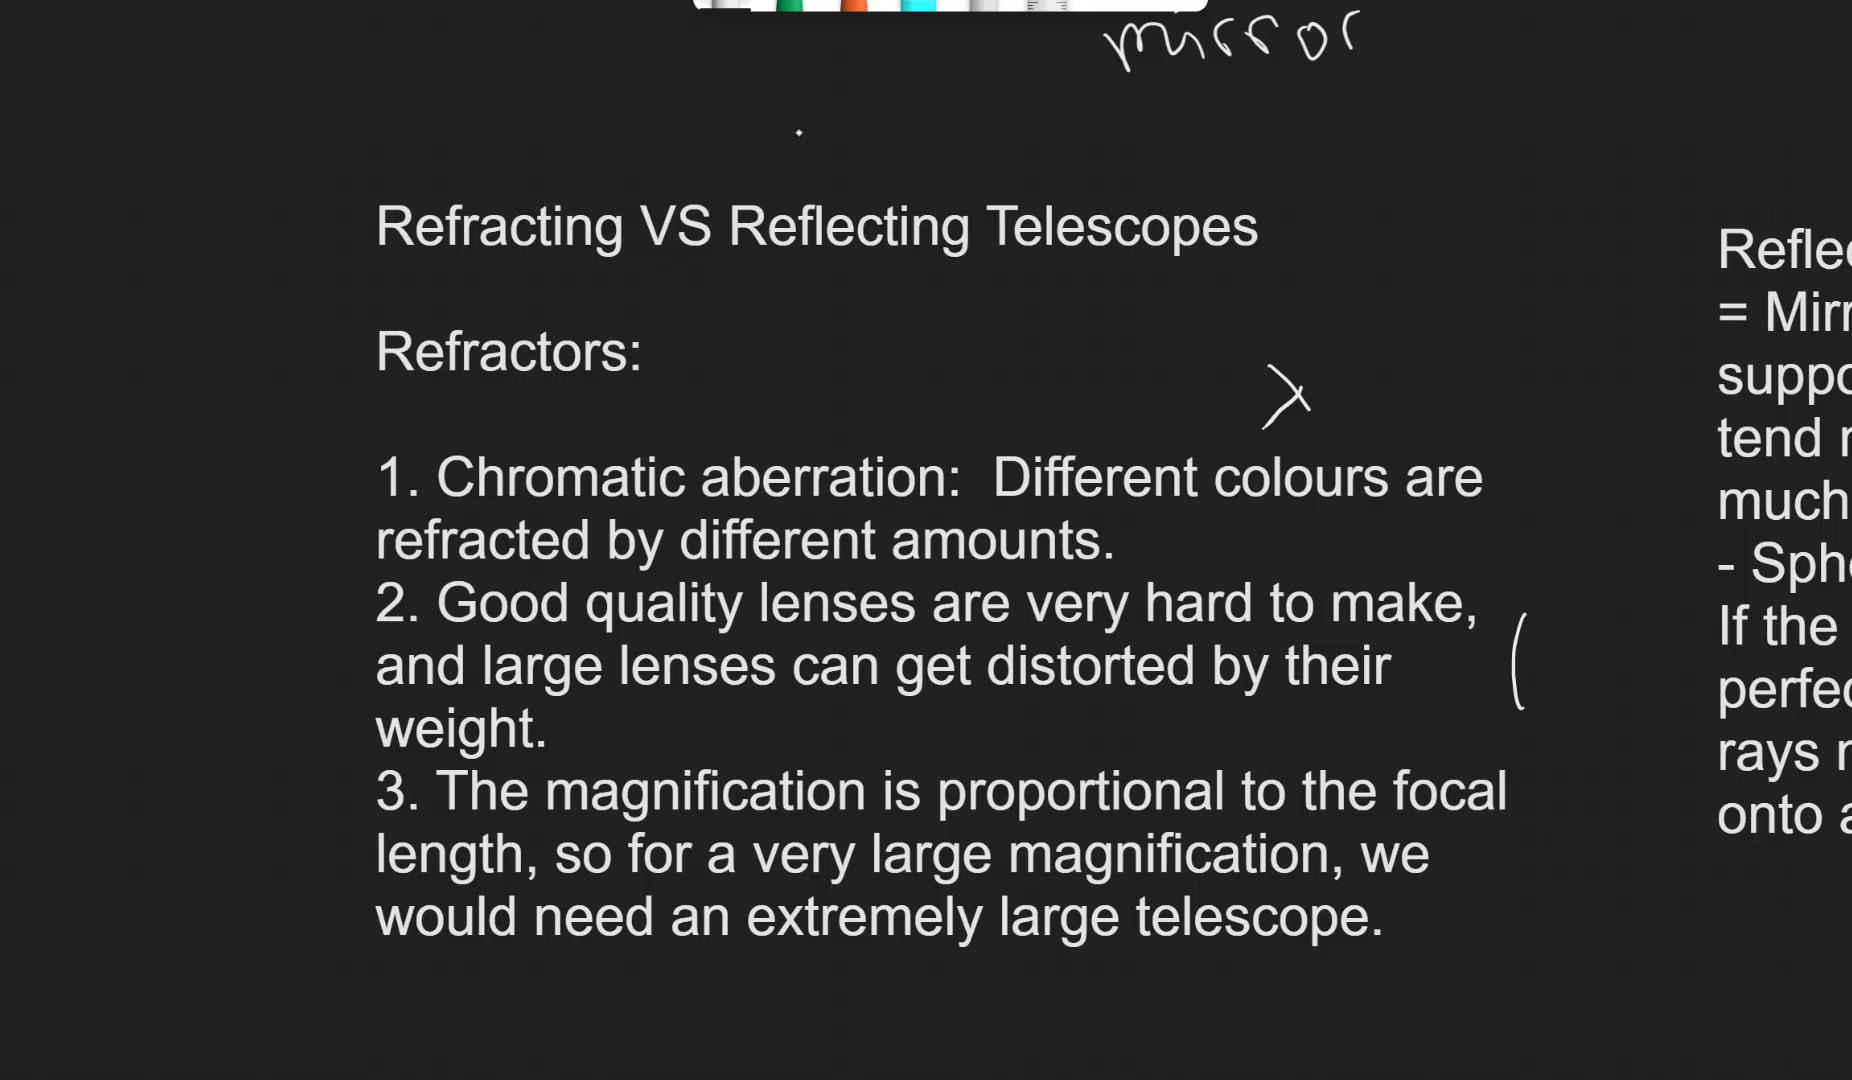 mirror
Refracting VS Reflecting Telescopes
Refractors:
1. Chromatic aberration:  Different colours are
refracted by different amounts.
2. Good quality lenses are very hard to make,
and large lenses can get distorted by their
weight.
3. The magnification is proportional to the focal
length, so for a very large magnification, we
would need an extremely large telescope.
Reflec
= Mirr
suppo
tend r
much
- Sphe
If the
perfec
rays r
onto a